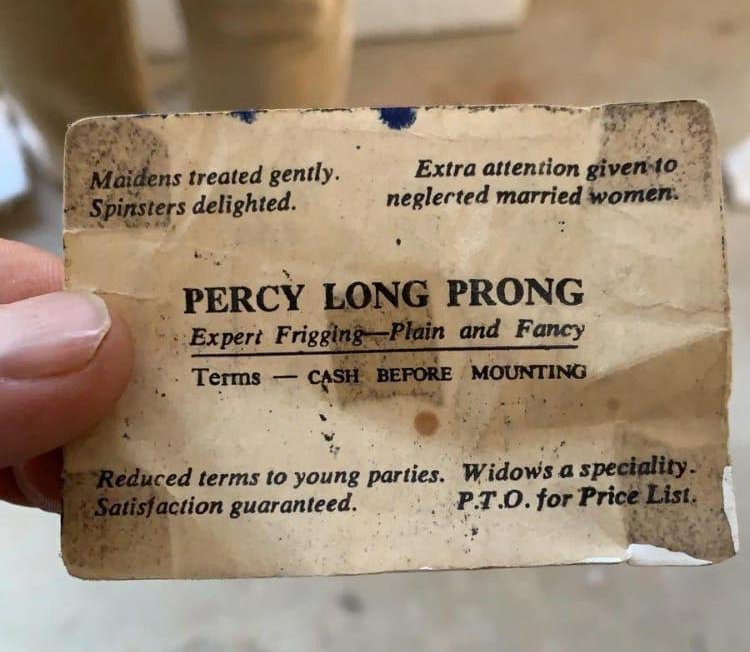 Maidens treated gently.
Spinsters delighted.
Extra attention given to
neglected married women.
PERCY LONG PRONG
Expert Frigging—Plain and Fancy
Terms — CASH BEFORE MOUNTING
Reduced terms to young parties.
Satisfaction guaranteed.
Widows a speciality.
P.T.O. for Price List.